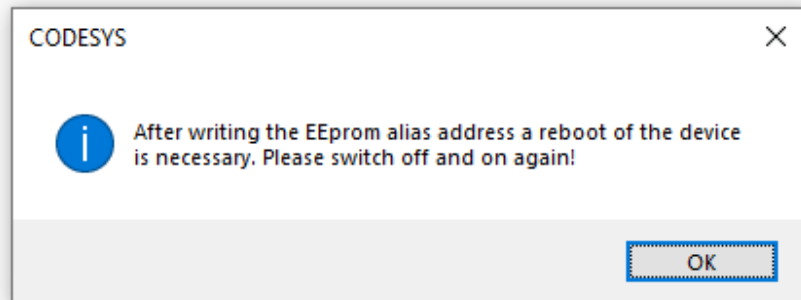 CODESYS
After writing the EEprom alias address a reboot of the device
is necessary. Please switch off and on again!
OK